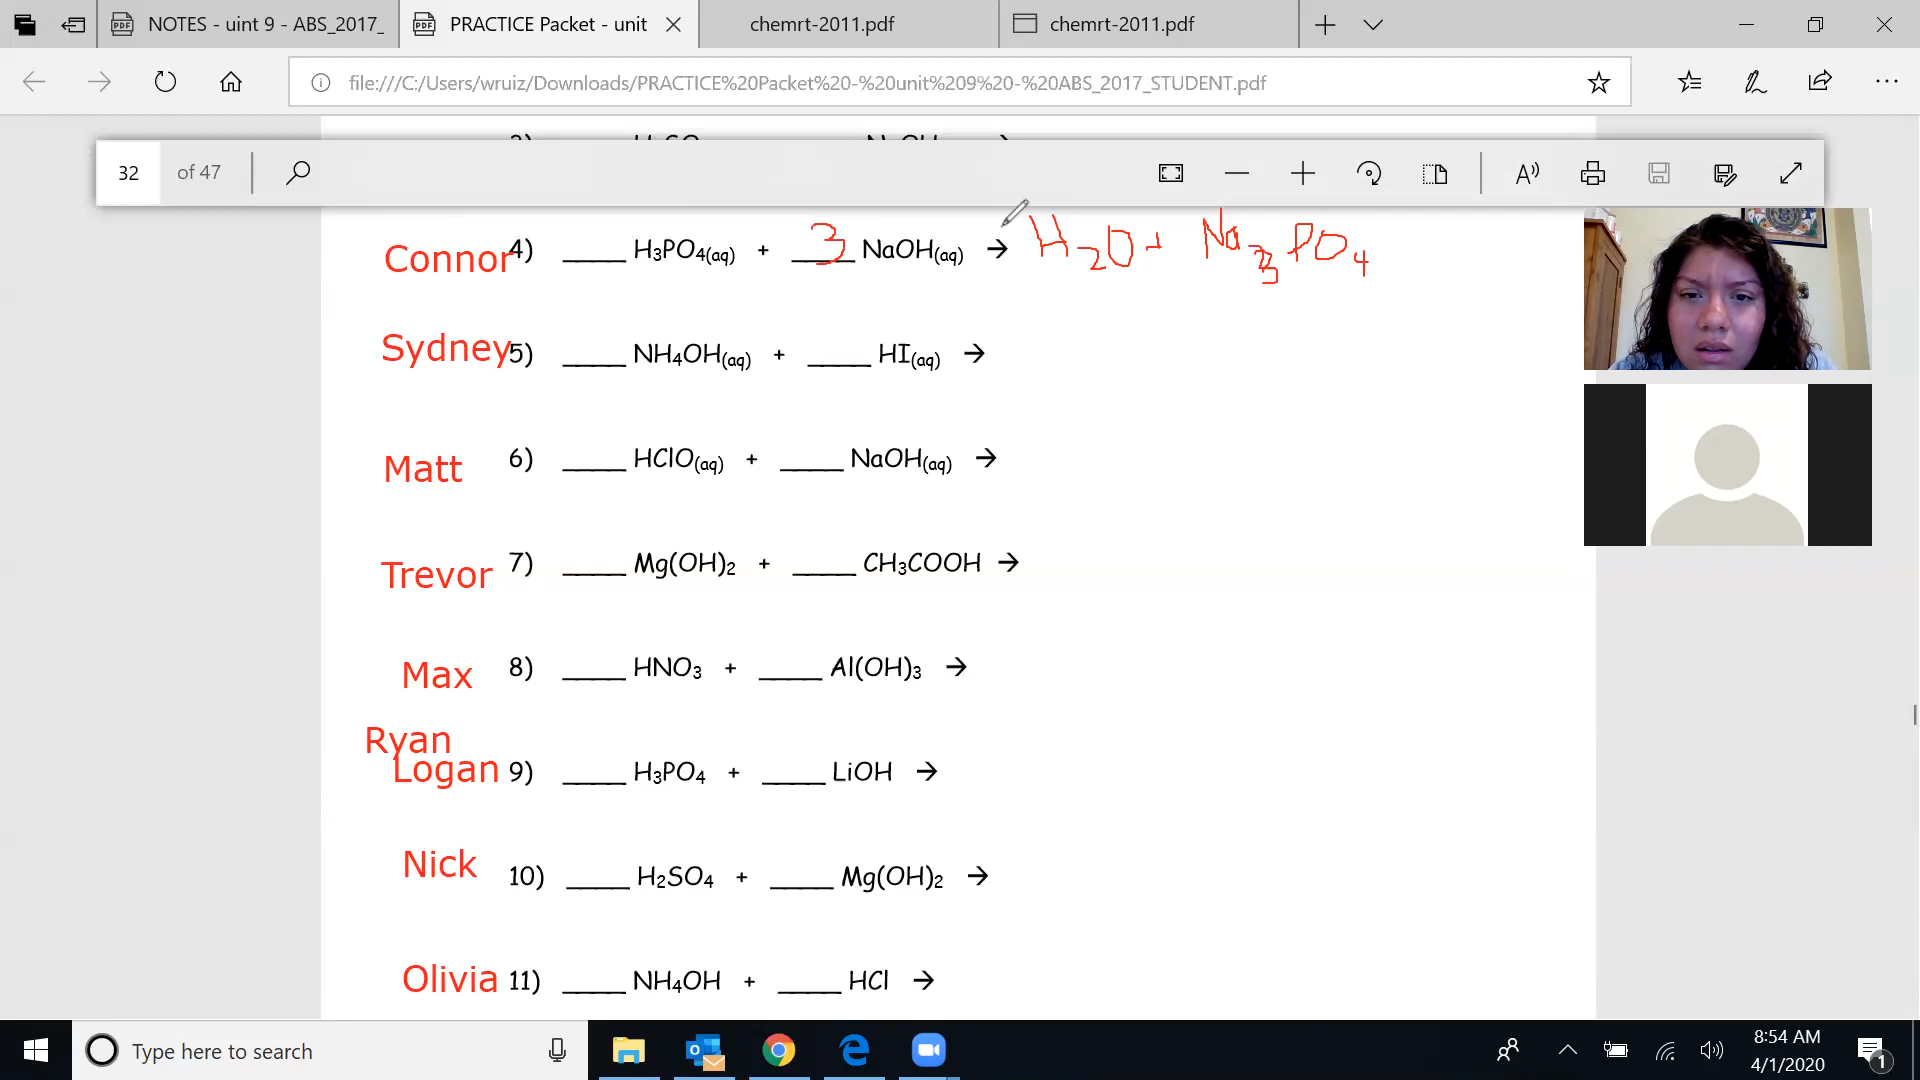 NOTES - uint 9 - ABS_2017_ PRACTICE Packet - unit chemrt-2011.pdf chemrt-2011.pdf
file:///C:/Users/wruiz/Downloads/PRACTICE%20Packet%20-%20unit%209%20-%20ABS_2017_STUDENT.pdf
32 of 47
Connor 4) ____ H₃PO₄(aq) + 3 NaOH(aq) → H₂O + Na₃PO₄
Sydney 5) ____ NH₄OH(aq) + ____ HI(aq) →
Matt 6) ____ HClO(aq) + ____ NaOH(aq) →
Trevor 7) ____ Mg(OH)₂ + ____ CH₃COOH →
Max 8) ____ HNO₃ + ____ Al(OH)₃ →
Ryan
Logan 9) ____ H₃PO₄ + ____ LiOH →
Nick 10) ____ H₂SO₄ + ____ Mg(OH)₂ →
Olivia 11) ____ NH₄OH + ____ HCl →
Type here to search
8:54 AM
4/1/2020
1